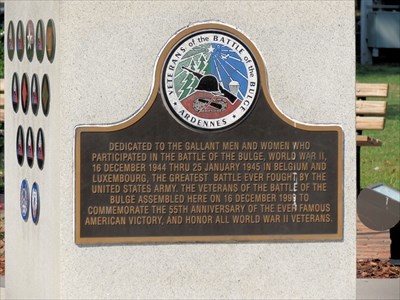 VETERANS of the BATTLE of the BULGE
ARDENNES
DEDICATED TO THE GALLANT MEN AND WOMEN WHO
PARTICIPATED IN THE BATTLE OF THE BULGE, WORLD WAR II,
16 DECEMBER 1944 THRU 25 JANUARY 1945 IN BELGIUM AND
LUXEMBOURG, THE GREATEST BATTLE EVER FOUGHT BY THE
UNITED STATES ARMY. THE VETERANS OF THE BATTLE OF THE
BULGE ASSEMBLED HERE ON 16 DECEMBER 1999 TO
COMMEMORATE THE 55TH ANNIVERSARY OF THE EVER FAMOUS
AMERICAN VICTORY, AND HONOR ALL WORLD WAR II VETERANS.